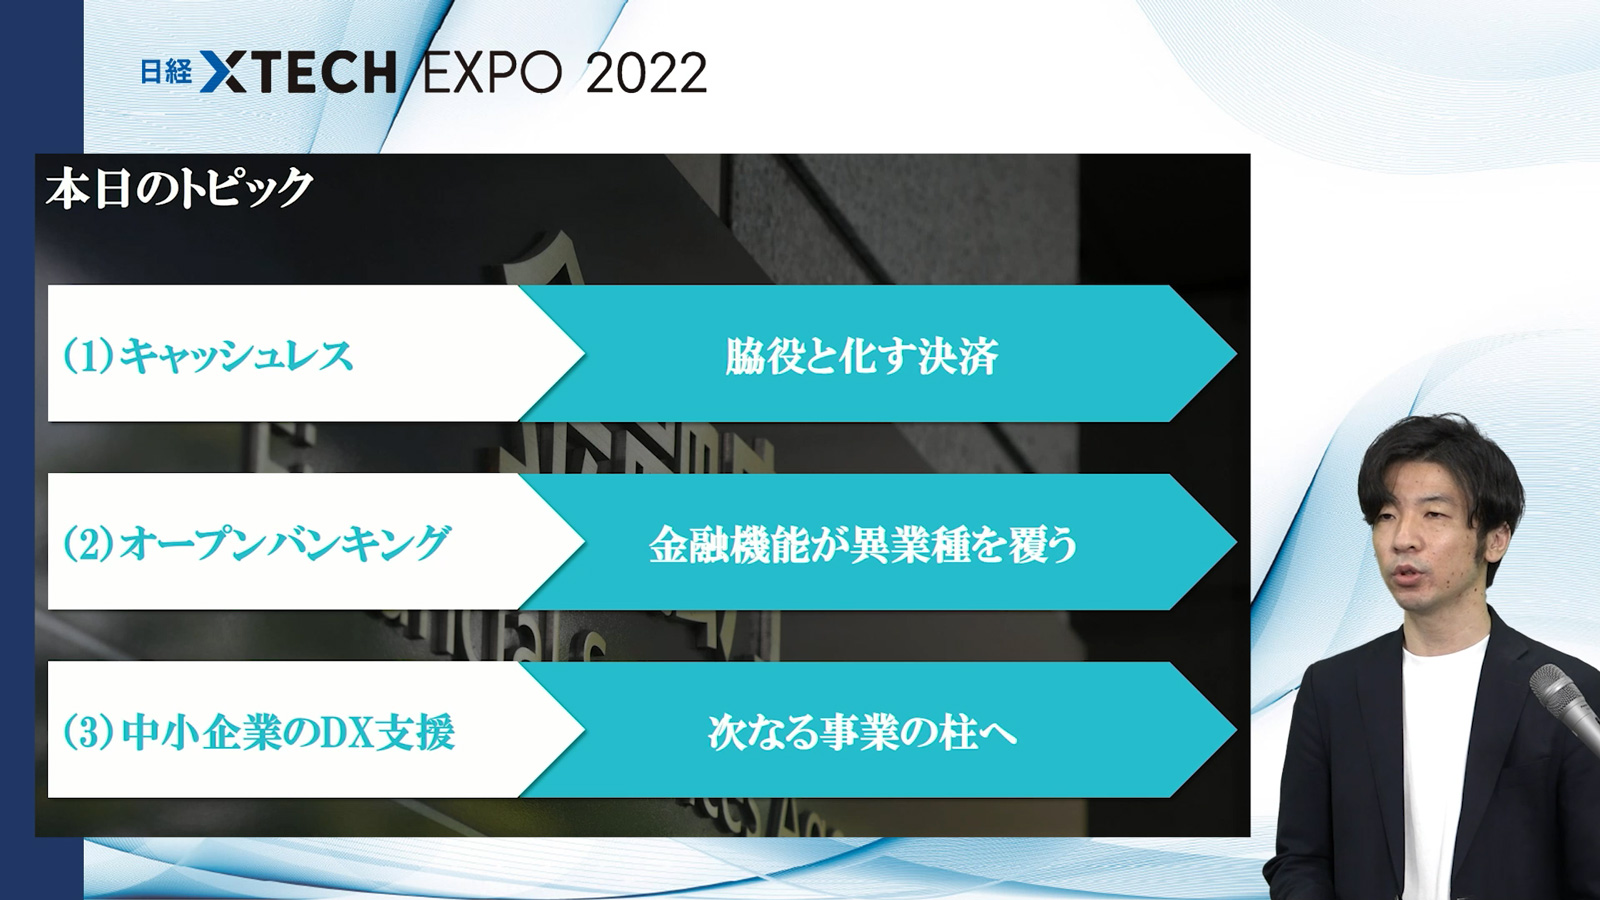 日経 XTECH EXPO 2022
本日のトピック
(1)キャッシュレス
脇役と化す決済
(2)オープンバンキング
金融機能が異業種を覆う
(3)中小企業のDX支援
次なる事業の柱へ